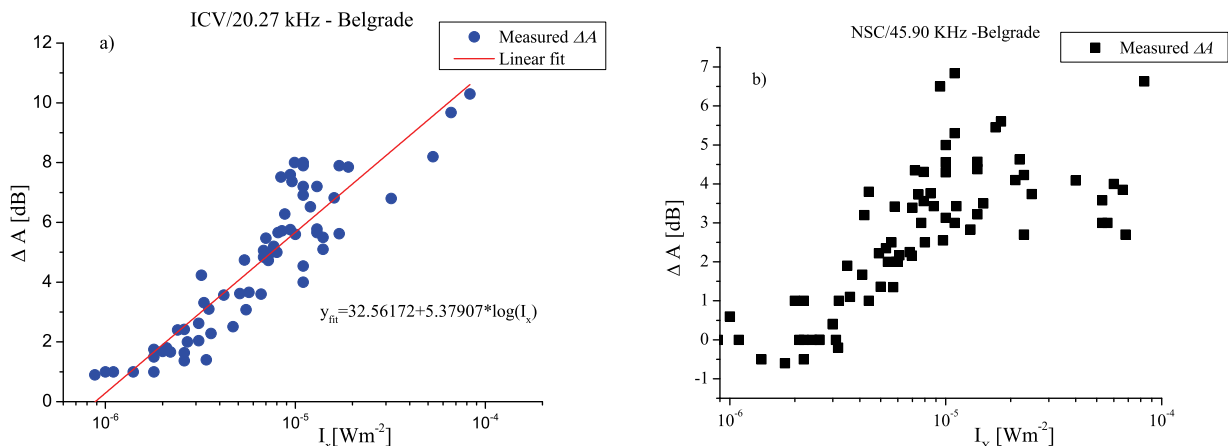 ICV/20.27 kHz - Belgrade
a)
Measured ΔA
Linear fit
12
10
8
6
4
2
0
Δ A [dB]
y_fit=32.56172+5.37907*log(I_x)
10^-6
10^-5
10^-4
I_x[Wm^-2]
NSC/45.90 KHz -Belgrade
b)
Measured ΔA
7
6
5
4
3
2
1
0
-1
Δ A [dB]
10^-6
10^-5
10^-4
I_x [Wm^-2]